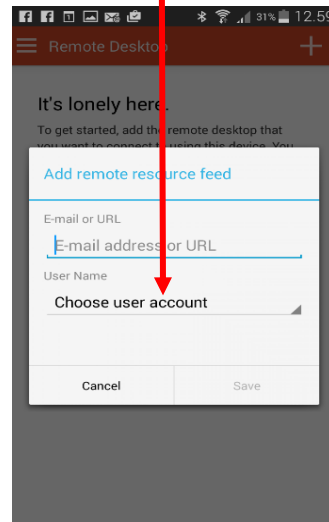 31% 12.59
Remote Desktop
It's lonely here.
To get started, add the remote desktop that
you want to connect to using this device. You
Add remote resource feed
E-mail or URL
E-mail address or URL
User Name
Choose user account
Cancel
Save